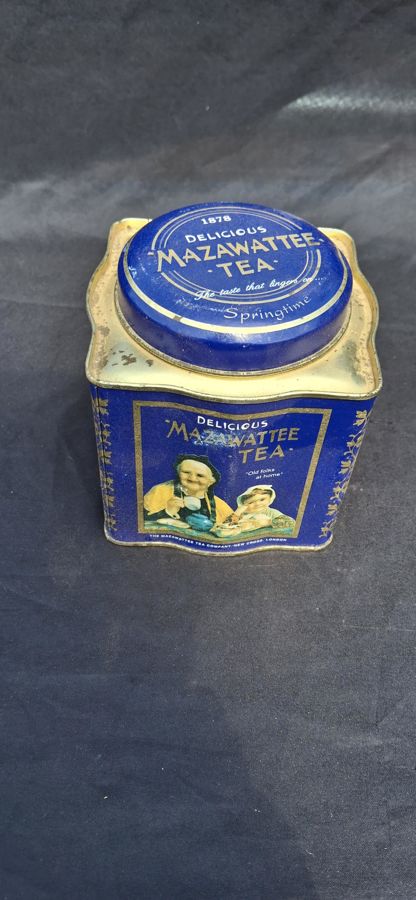 1878
DELICIOUS
MAZAWATTEE
TEA
The taste that lingers on....
Springtime
DELICIOUS
MAZAWATTEE
TEA
"Old folks
at home"
THE MAZAWATTEE TEA COMPANY·NEW CROSS, LONDON